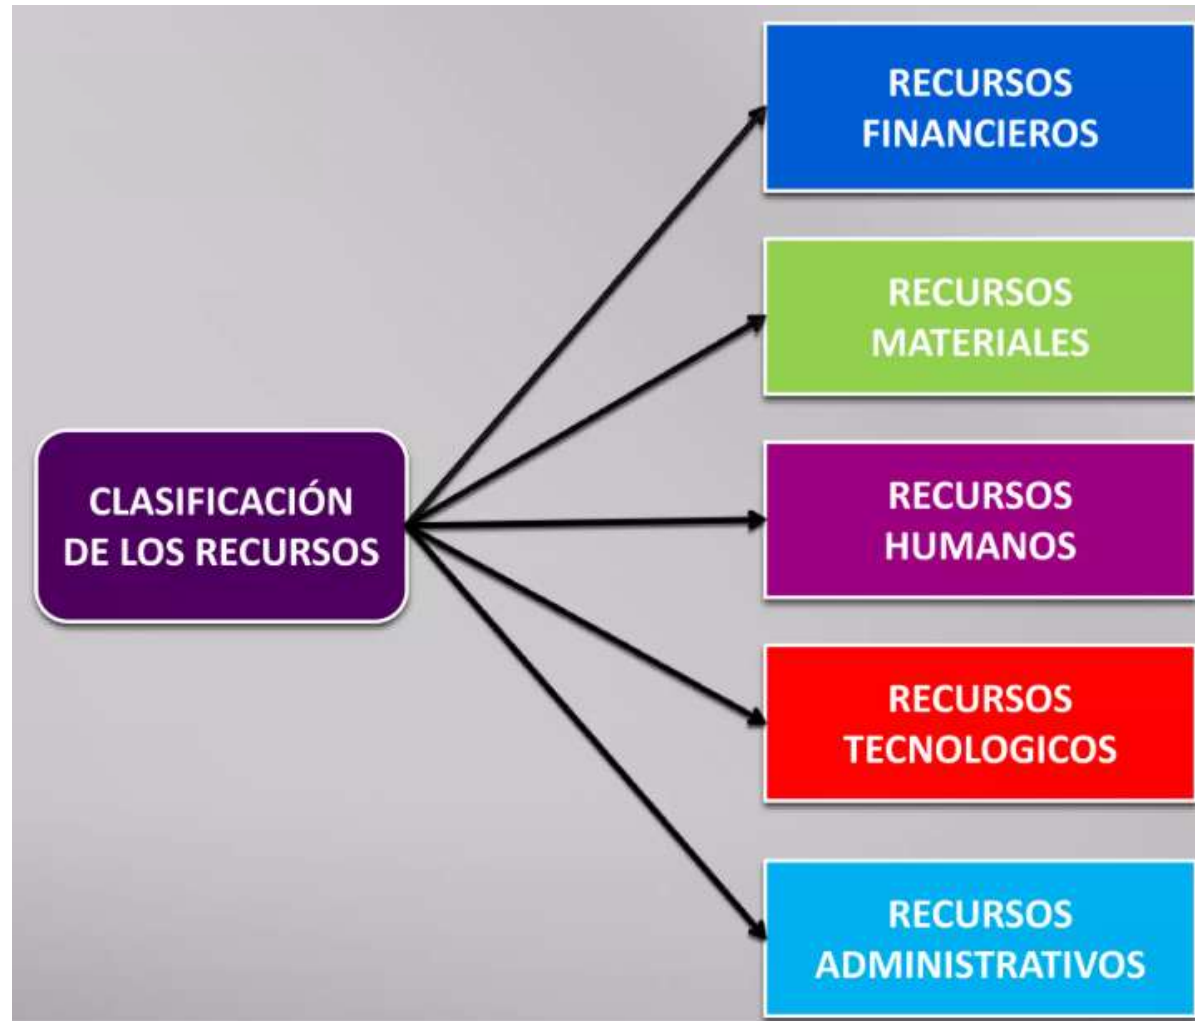 CLASIFICACIÓN
DE LOS RECURSOS
RECURSOS
FINANCIEROS
RECURSOS
MATERIALES
RECURSOS
HUMANOS
RECURSOS
TECNOLOGICOS
RECURSOS
ADMINISTRATIVOS